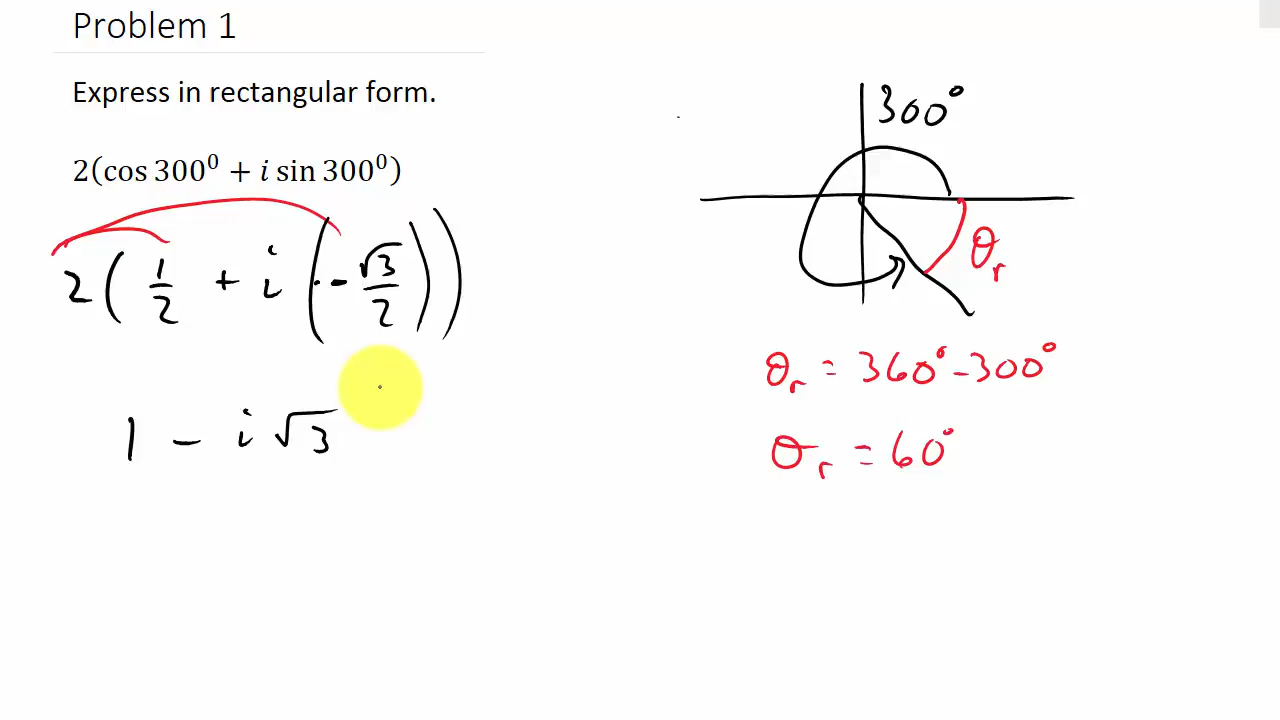 Problem 1
Express in rectangular form.
2(cos 300⁰ + i sin 300⁰)
2(1/2 + i(-√3/2))
1 - i√3
300°
θr
θr = 360° - 300°
θr = 60°